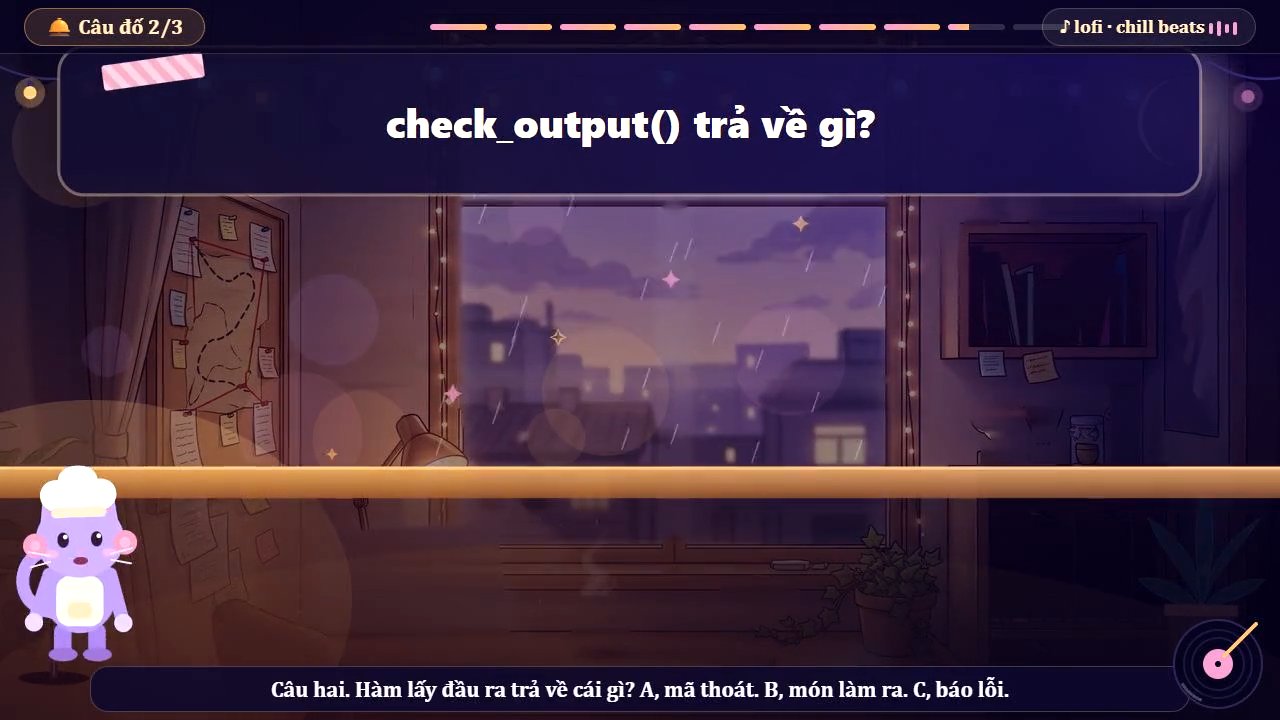 Câu đố 2/3
♪ lofi · chill beats
check_output() trả về gì?
Câu hai. Hàm lấy đầu ra trả về cái gì? A, mã thoát. B, món làm ra. C, báo lỗi.